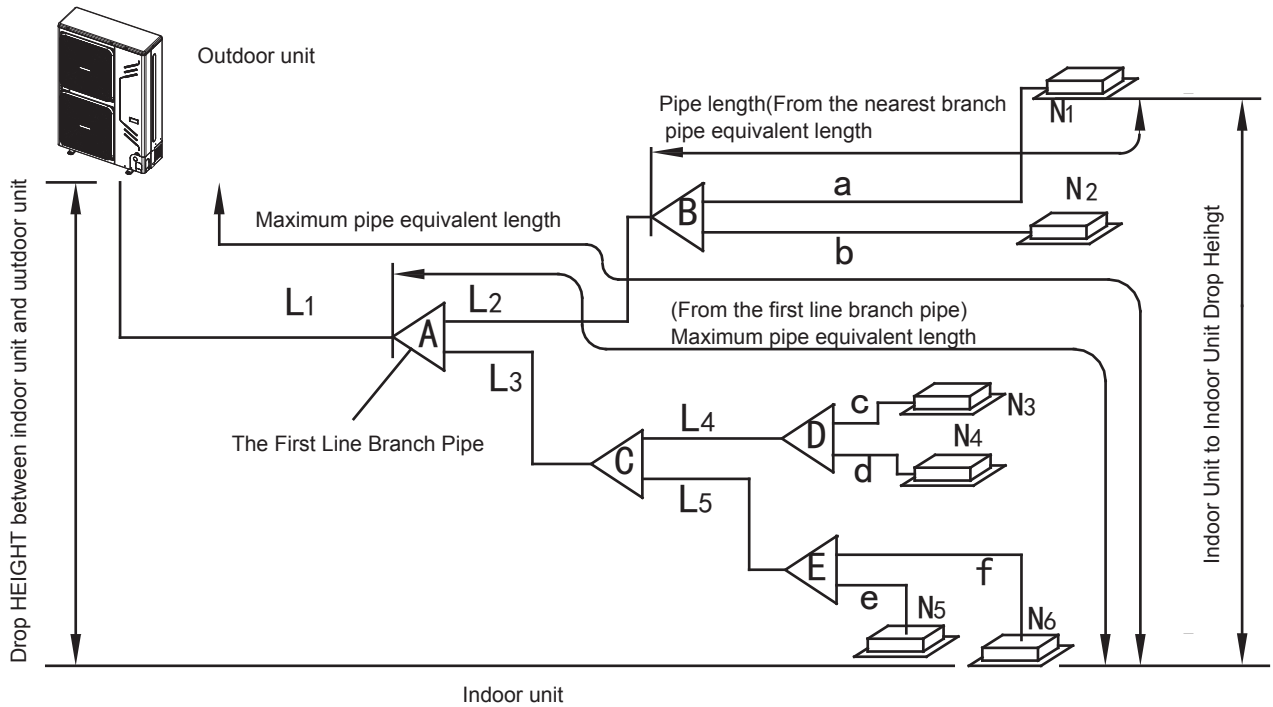 Outdoor unit
Pipe length(From the nearest branch
pipe equivalent length
N1
a
N2
B
b
Maximum pipe equivalent length
L1
L2
(From the first line branch pipe)
Maximum pipe equivalent length
A
L3
The First Line Branch Pipe
c
N3
L4
D
N4
d
C
L5
E
f
e
N5
N6
Indoor unit
Drop HEIGHT between indoor unit and uutdoor unit
Indoor Unit to Indoor Unit Drop Heihgt